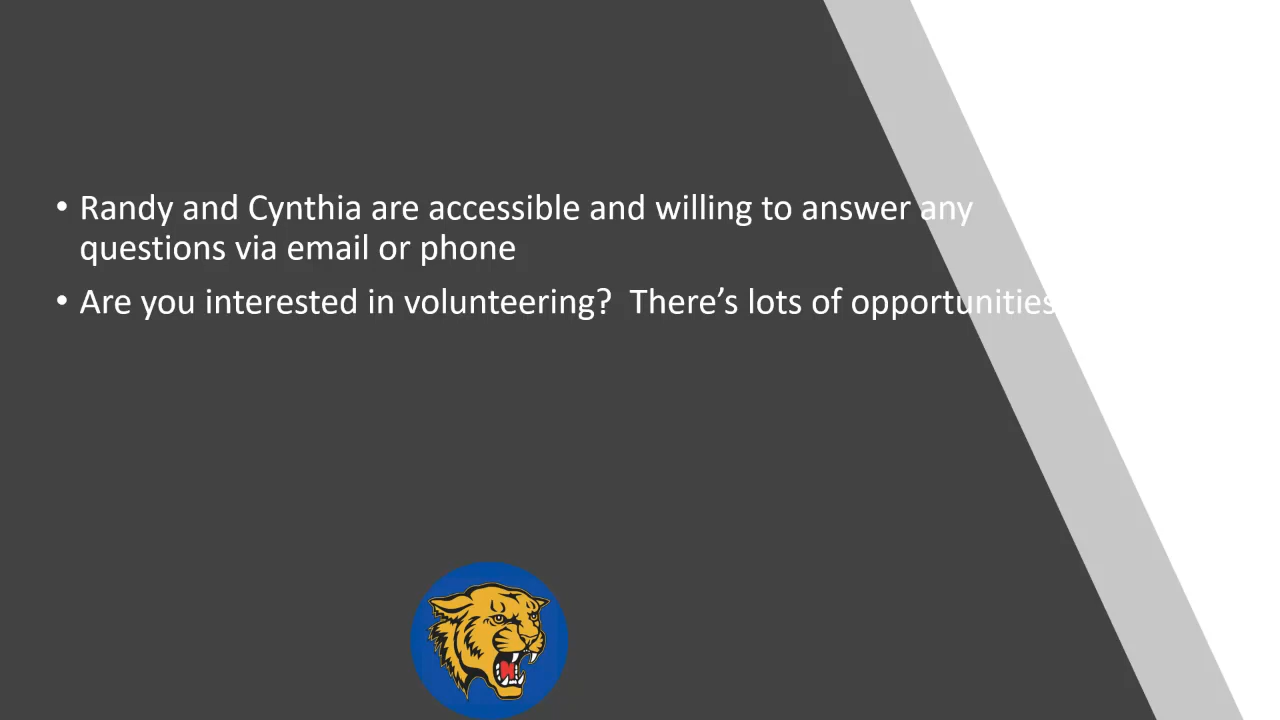 • Randy and Cynthia are accessible and willing to answer any
questions via email or phone
• Are you interested in volunteering?  There’s lots of opportunities